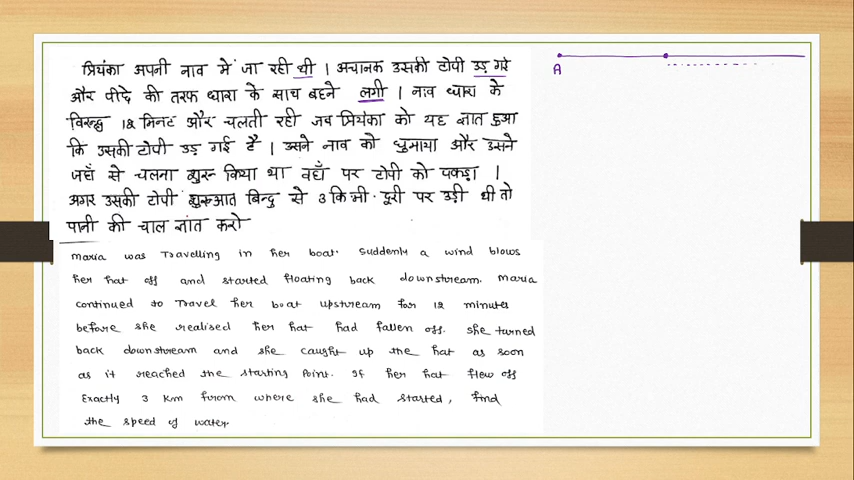 प्रियंका अपनी नाव में जा रही थी । अचानक उसकी टोपी उड़ गई
और पीदे की तरफ धारा के साथ बहने लगी । नाव धारा के
विरुद्ध 12 मिनट और चलती रही जब प्रियंका को यह ज्ञात हुआ
कि उसकी टोपी उड़ गई है । उसने नाव को घुमाया और उसने
जहाँ से चलना शुरू किया था वहाँ पर टोपी को पकड़ा ।
अगर उसकी टोपी शुरूआत बिन्दु से 3 कि.मी. दूरी पर उड़ी थी तो
पानी की चाल ज्ञात करो
maria was Travelling in her boat. Suddenly a wind blows
her hat off and started floating back downstream. Maria
continued to Travel her boat upstream for 12 minutes
before she realised her hat had fallen off. she turned
back downstream and she caught up the hat as soon
as it reached the starting Point. If her hat flew off
Exactly 3 Km from where she had started, find
the speed of water.
A